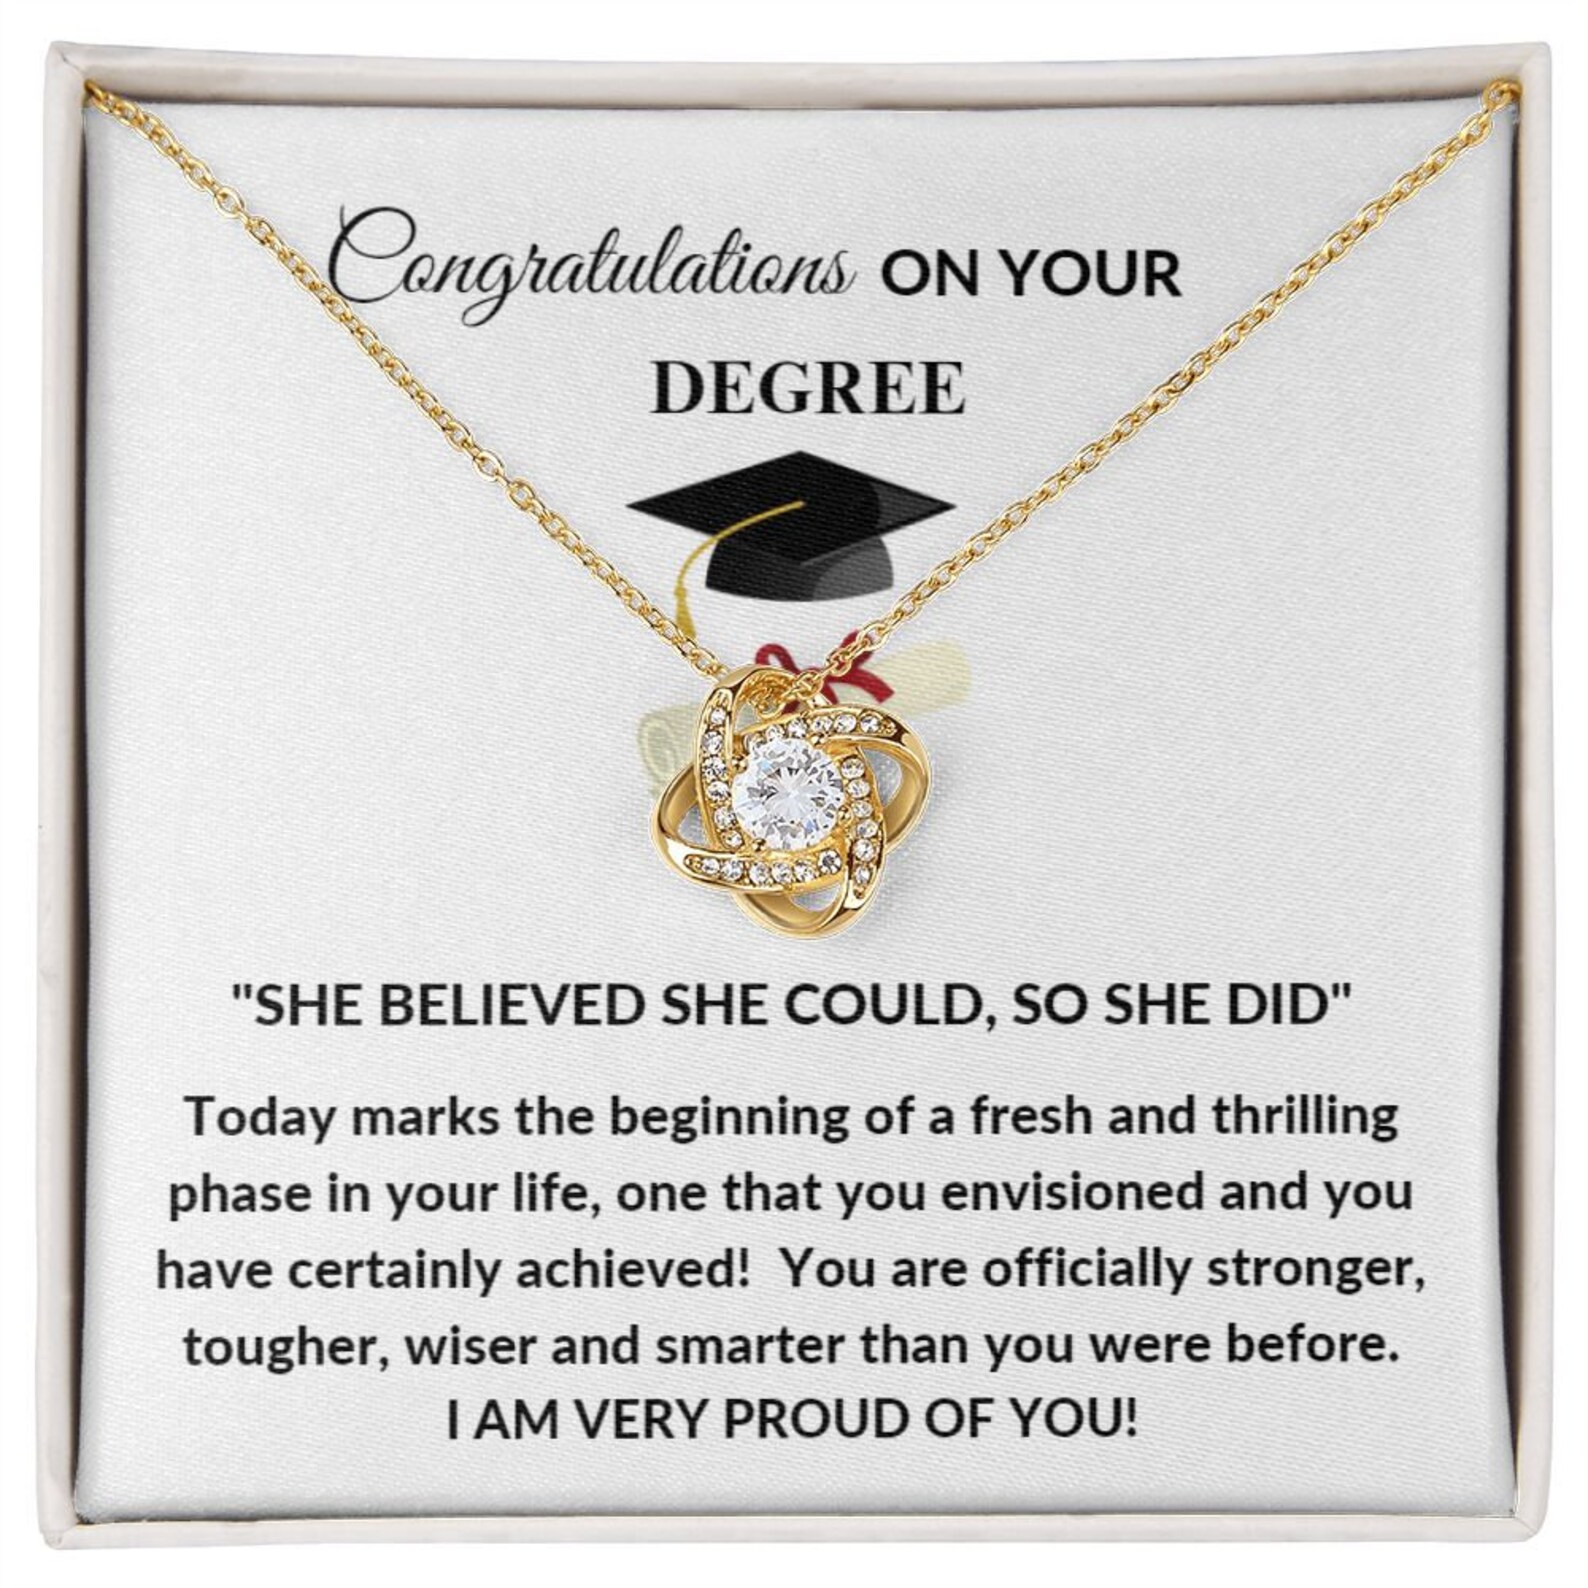 Congratulations ON YOUR
DEGREE
"SHE BELIEVED SHE COULD, SO SHE DID"
Today marks the beginning of a fresh and thrilling
phase in your life, one that you envisioned and you
have certainly achieved!  You are officially stronger,
tougher, wiser and smarter than you were before.
I AM VERY PROUD OF YOU!